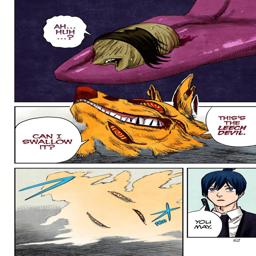 AH...
HUH
...?
THIS'S
THE
LEECH
DEVIL.
CAN I
SWALLOW
IT?
YOU
MAY.